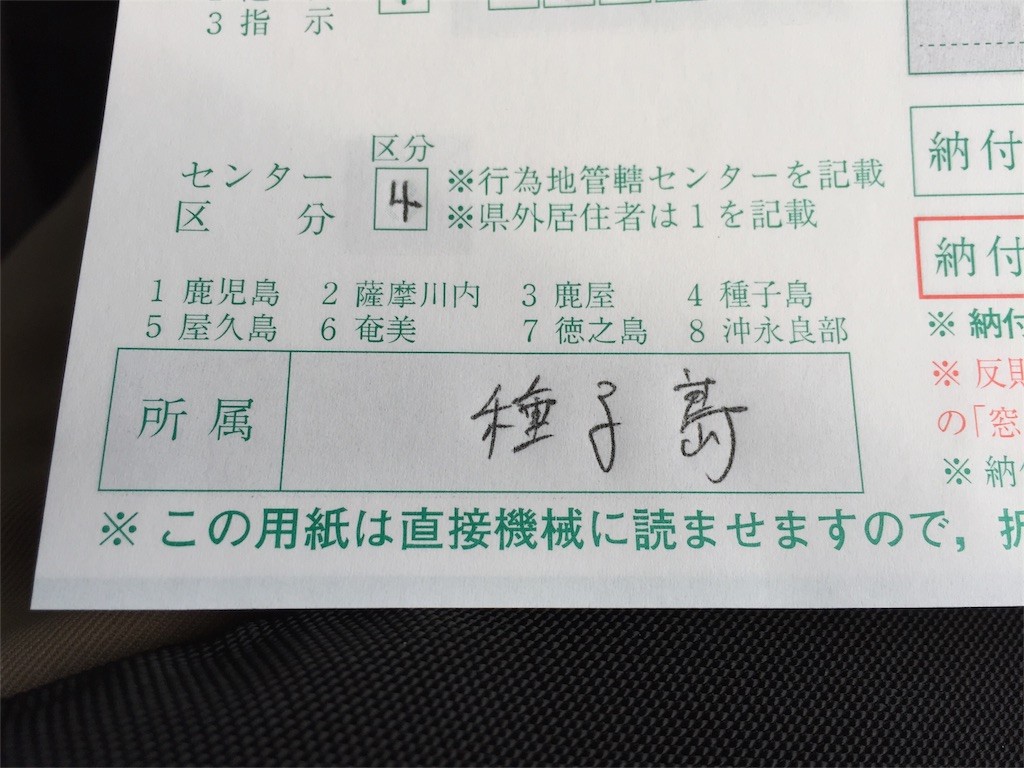 3 指 示
区分
センター
区 分
4
※行為地管轄センターを記載
※県外居住者は1を記載
1 鹿児島 2 薩摩川内 3 鹿屋 4 種子島
5 屋久島 6 奄美 7 徳之島 8 沖永良部
所属
種子島
※ この用紙は直接機械に読ませますので，折
納付
納付
※ 納付
※ 反則
の「窓
※ 納付